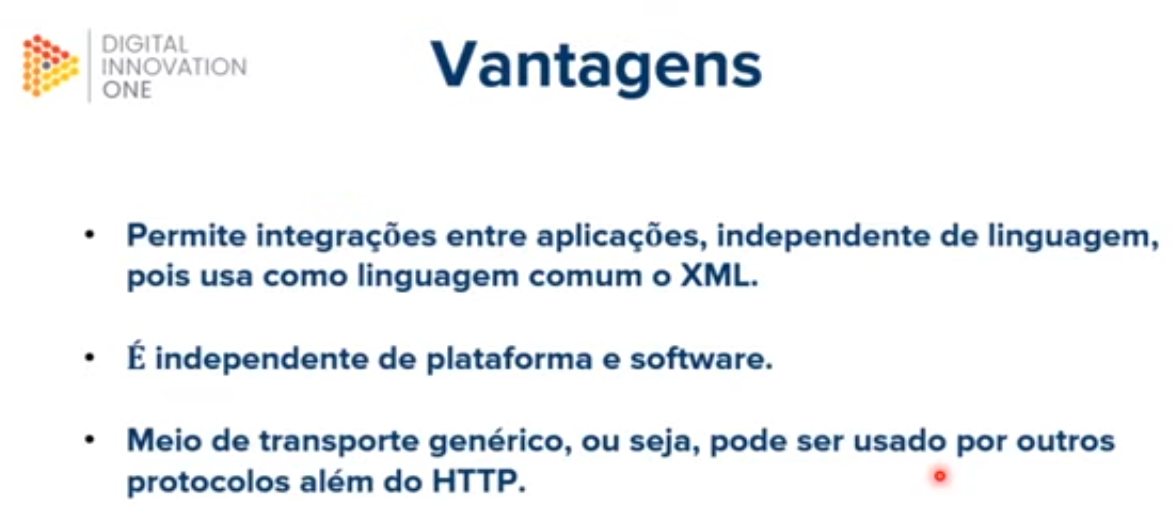 DIGITAL
INNOVATION
ONE
Vantagens
• Permite integrações entre aplicações, independente de linguagem,
pois usa como linguagem comum o XML.
• É independente de plataforma e software.
• Meio de transporte genérico, ou seja, pode ser usado por outros
protocolos além do HTTP.